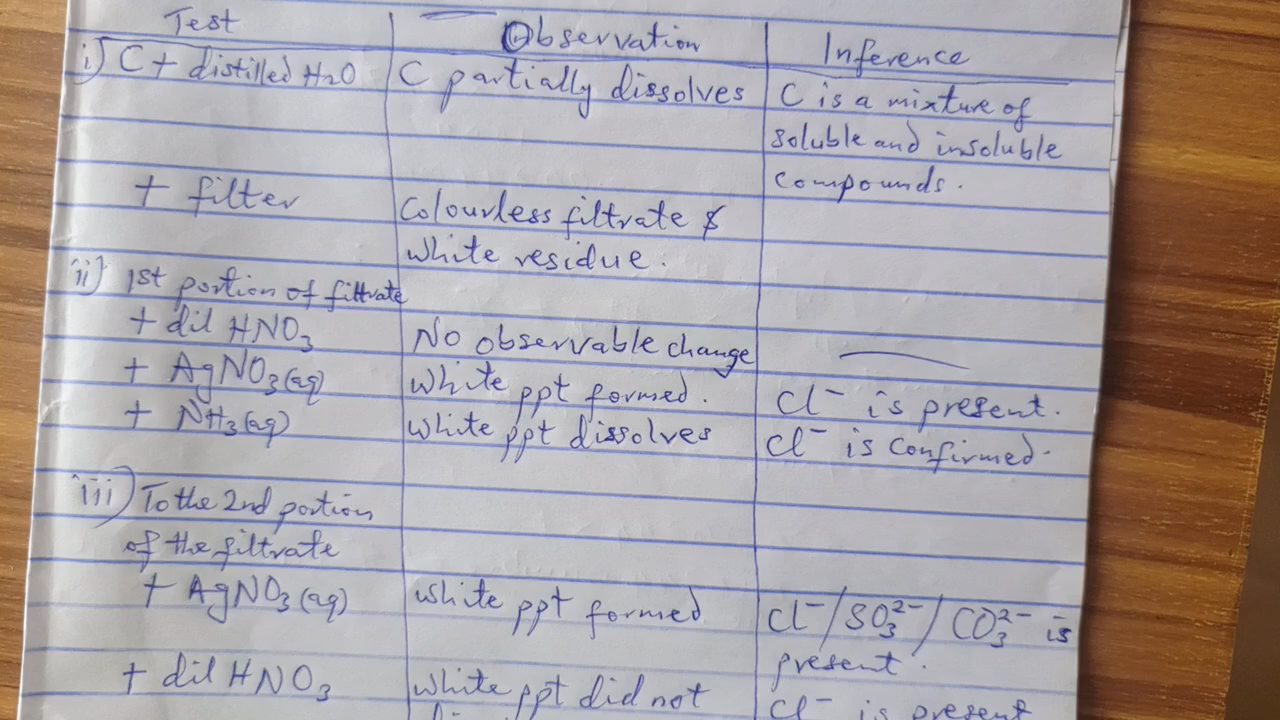 Test Observation Inference
i) C + distilled H2O C partially dissolves C is a mixture of
soluble and insoluble
compounds.
+ filter Colourless filtrate &
white residue.
ii) 1st portion of filtrate
+ dil HNO3 No observable change —
+ AgNO3(aq) White ppt formed. Cl⁻ is present.
+ NH3(aq) White ppt dissolves Cl⁻ is confirmed.
iii) To the 2nd portion
of the filtrate
+ AgNO3(aq) White ppt formed Cl⁻/SO3²⁻/CO3²⁻ is
present.
+ dil HNO3 White ppt did not Cl⁻ is present